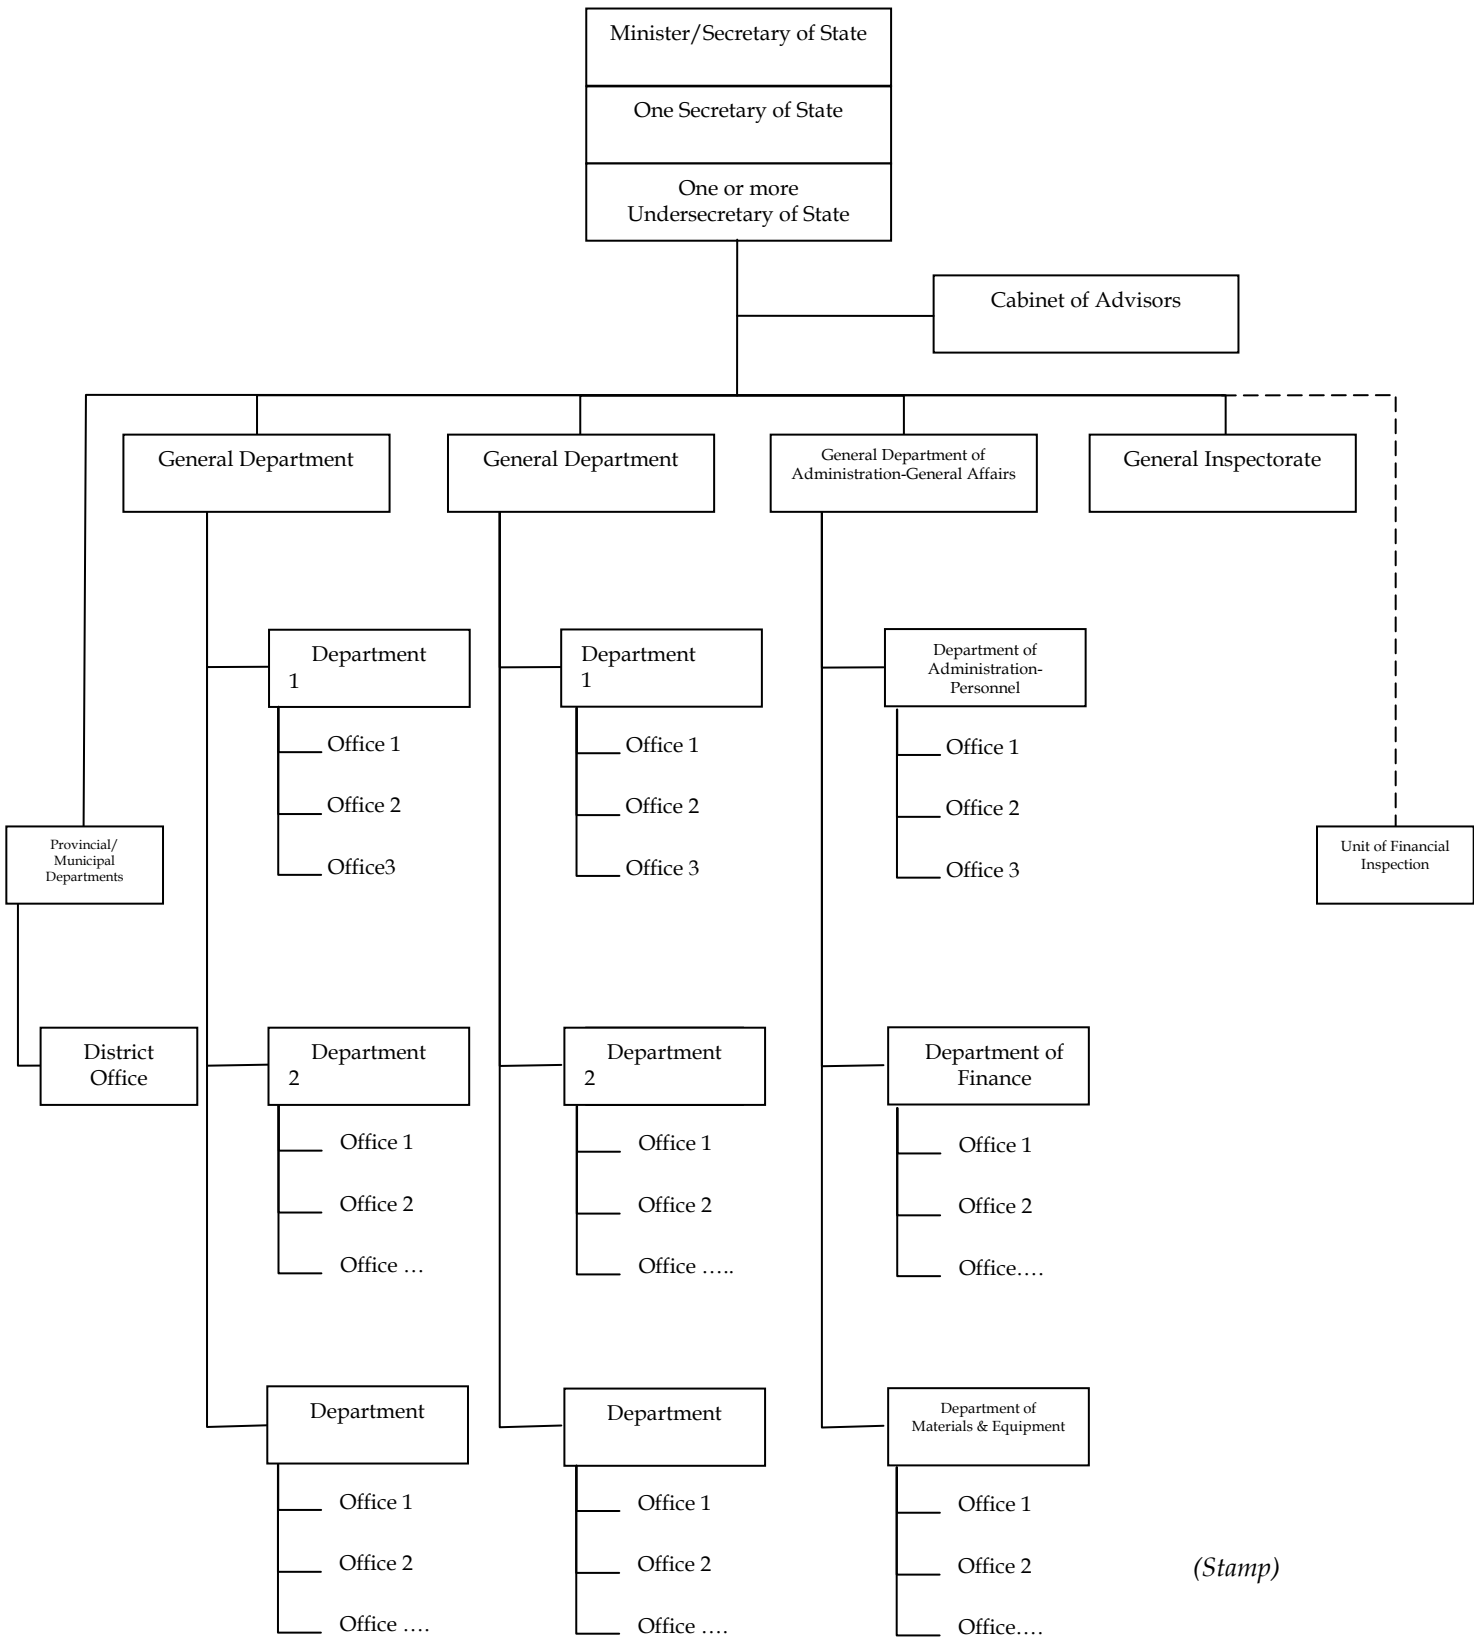 Minister/Secretary of State
One Secretary of State
One or more
Undersecretary of State
Cabinet of Advisors
General Department
General Department
General Department of
Administration-General Affairs
General Inspectorate
Provincial/
Municipal
Departments
District
Office
Department
1
Office 1
Office 2
Office3
Department
2
Office 1
Office 2
Office …
Department
Office 1
Office 2
Office ….
Department
1
Office 1
Office 2
Office 3
Department
2
Office 1
Office 2
Office …..
Department
Office 1
Office 2
Office ….
Department of
Administration-
Personnel
Office 1
Office 2
Office 3
Department of
Finance
Office 1
Office 2
Office….
Department of
Materials & Equipment
Office 1
Office 2
Office….
Unit of Financial
Inspection
(Stamp)